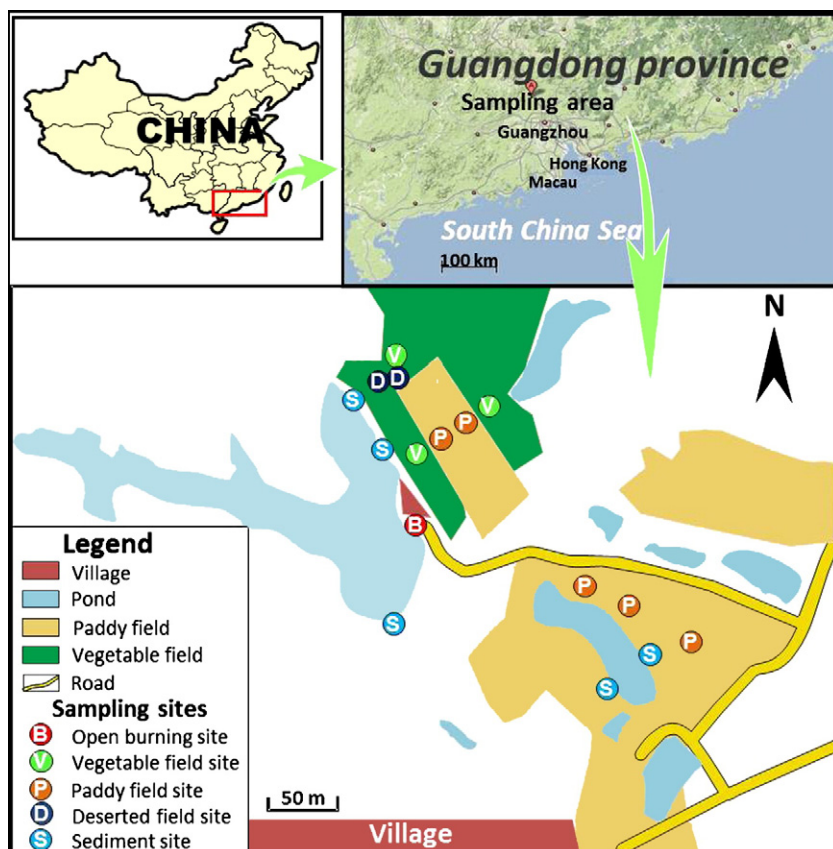 CHINA
Guangdong province
Sampling area
Guangzhou
Hong Kong
Macau
South China Sea
100 km
N
V
D D
S
V
P
P
S
V
B
P
P
S
P
S
S
Legend
Village
Pond
Paddy field
Vegetable field
Road
Sampling sites
B Open burning site
V Vegetable field site
P Paddy field site
D Deserted field site
S Sediment site
50 m
Village